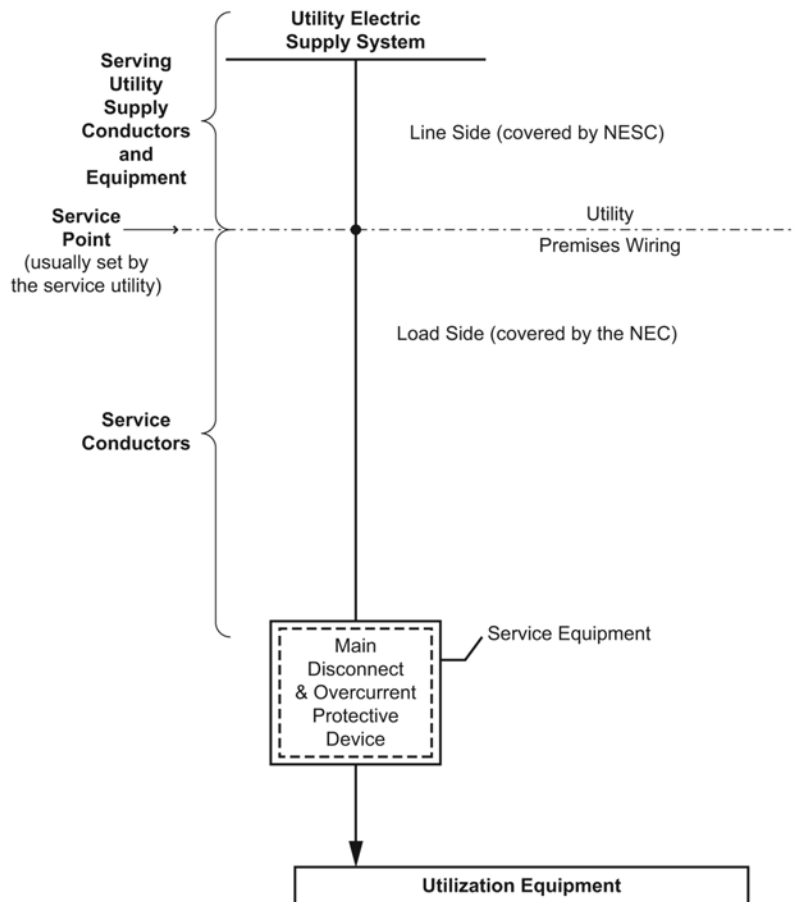 Utility Electric
Supply System
Serving
Utility
Supply
Conductors
and
Equipment
Line Side (covered by NESC)
Service
Point
(usually set by
the service utility)
Utility
Premises Wiring
Load Side (covered by the NEC)
Service
Conductors
Main
Disconnect
& Overcurrent
Protective
Device
Service Equipment
Utilization Equipment